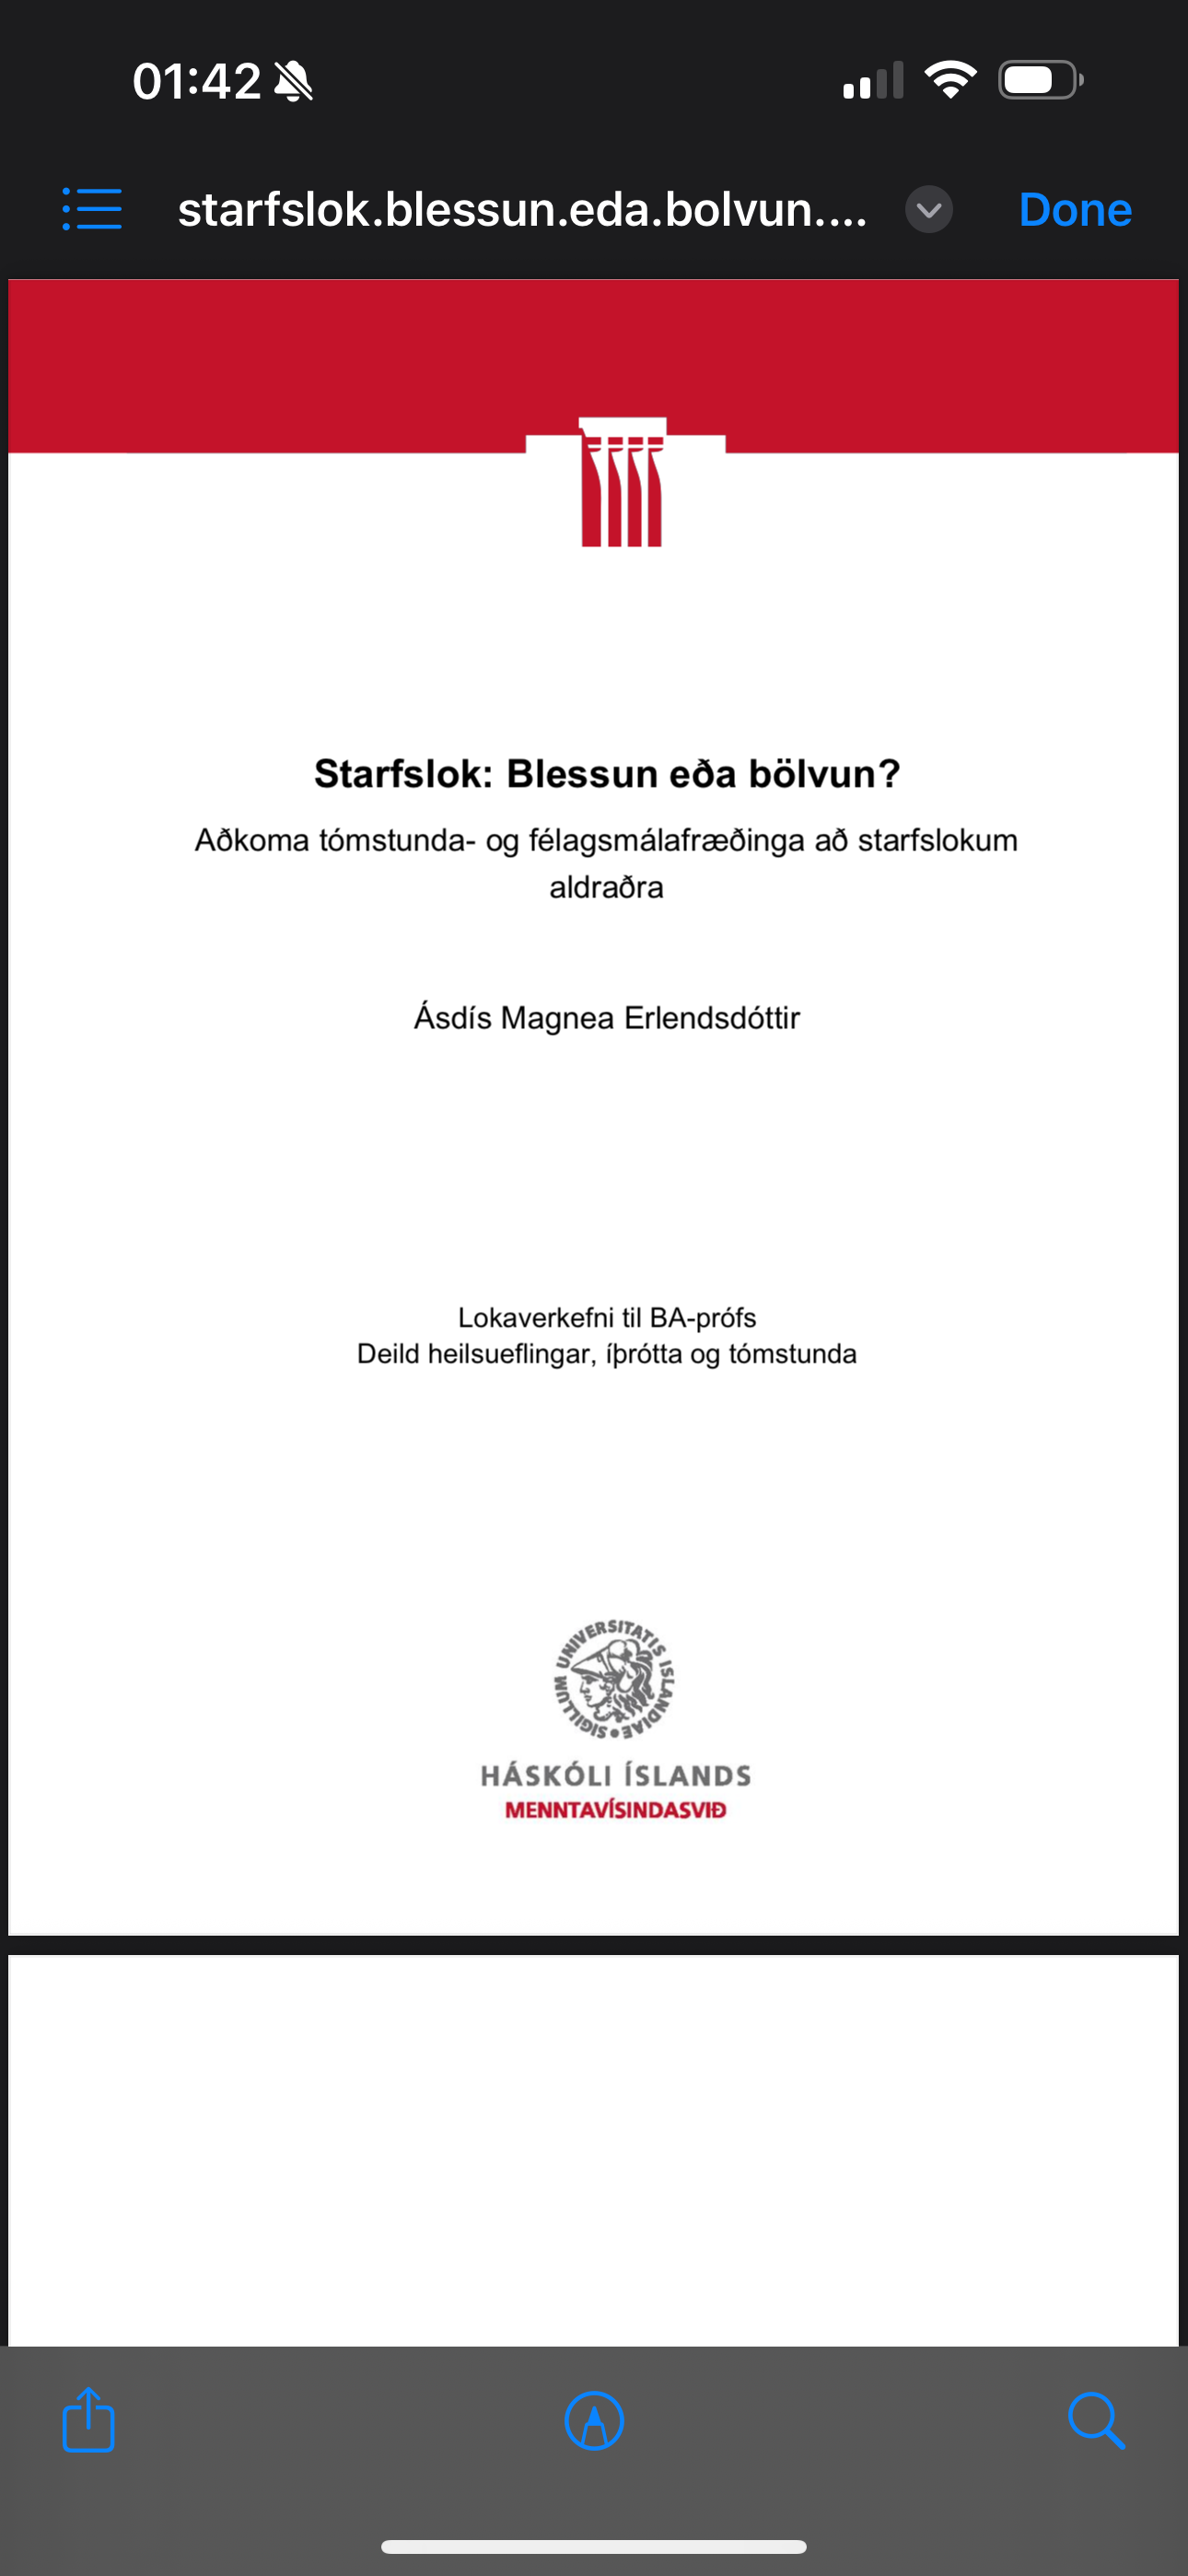 01:42
starfslok.blessun.eda.bolvun....
Done
Starfslok: Blessun eða bölvun?
Aðkoma tómstunda- og félagsmálafræðinga að starfslokum
aldraðra
Ásdís Magnea Erlendsdóttir
Lokaverkefni til BA-prófs
Deild heilsueflingar, íþrótta og tómstunda
SIGILLUM UNIVERSITATIS ISLANDIAE
HÁSKÓLI ÍSLANDS
MENNTAVÍSINDASVIÐ